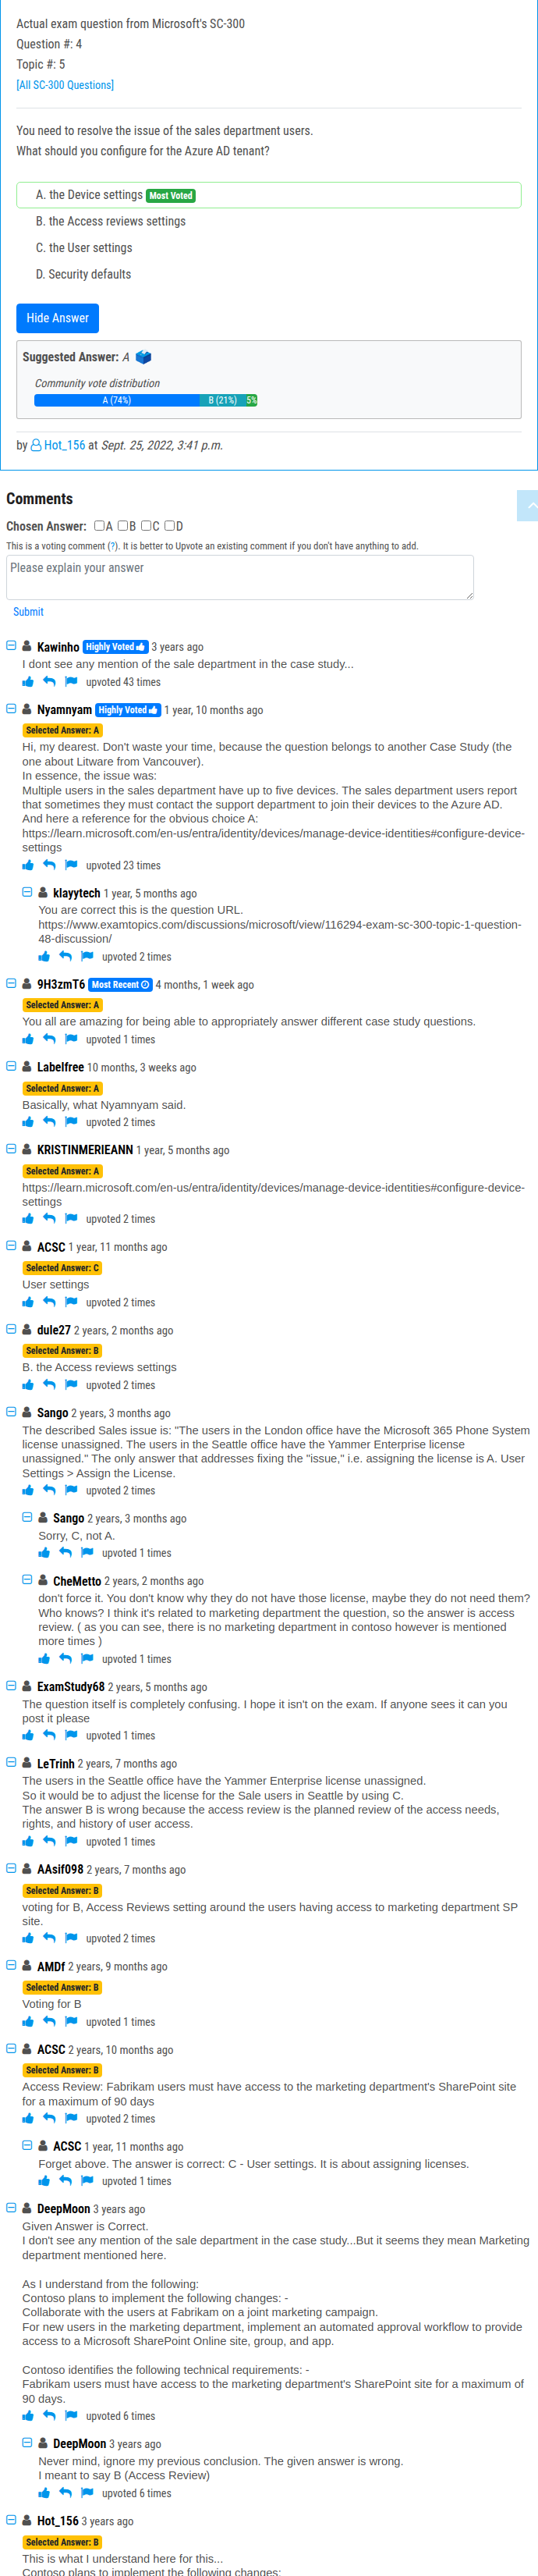 Actual exam question from Microsoft's SC-300
Question #: 4
Topic #: 5
[All SC-300 Questions]
You need to resolve the issue of the sales department users.
What should you configure for the Azure AD tenant?
A. the Device settings Most Voted
B. the Access reviews settings
C. the User settings
D. Security defaults
Hide Answer
Suggested Answer: A
Community vote distribution
A (74%) B (21%) 5%
by Hot_156 at Sept. 25, 2022, 3:41 p.m.
Comments
Chosen Answer: A B C D
This is a voting comment (?). It is better to Upvote an existing comment if you don't have anything to add.
Please explain your answer
Submit
Kawinho Highly Voted 3 years ago
I dont see any mention of the sale department in the case study...
upvoted 43 times
Nyamnyam Highly Voted 1 year, 10 months ago
Selected Answer: A
Hi, my dearest. Don't waste your time, because the question belongs to another Case Study (the
one about Litware from Vancouver).
In essence, the issue was:
Multiple users in the sales department have up to five devices. The sales department users report
that sometimes they must contact the support department to join their devices to the Azure AD.
And here a reference for the obvious choice A:
https://learn.microsoft.com/en-us/entra/identity/devices/manage-device-identities#configure-device-
settings
upvoted 23 times
klayytech 1 year, 5 months ago
You are correct this is the question URL.
https://www.examtopics.com/discussions/microsoft/view/116294-exam-sc-300-topic-1-question-
48-discussion/
upvoted 2 times
9H3zmT6 Most Recent 4 months, 1 week ago
Selected Answer: A
You all are amazing for being able to appropriately answer different case study questions.
upvoted 1 times
Labelfree 10 months, 3 weeks ago
Selected Answer: A
Basically, what Nyamnyam said.
upvoted 2 times
KRISTINMERIEANN 1 year, 5 months ago
Selected Answer: A
https://learn.microsoft.com/en-us/entra/identity/devices/manage-device-identities#configure-device-
settings
upvoted 2 times
ACSC 1 year, 11 months ago
Selected Answer: C
User settings
upvoted 2 times
dule27 2 years, 2 months ago
Selected Answer: B
B. the Access reviews settings
upvoted 2 times
Sango 2 years, 3 months ago
The described Sales issue is: "The users in the London office have the Microsoft 365 Phone System
license unassigned. The users in the Seattle office have the Yammer Enterprise license
unassigned." The only answer that addresses fixing the "issue," i.e. assigning the license is A. User
Settings > Assign the License.
upvoted 2 times
Sango 2 years, 3 months ago
Sorry, C, not A.
upvoted 1 times
CheMetto 2 years, 2 months ago
don't force it. You don't know why they do not have those license, maybe they do not need them?
Who knows? I think it's related to marketing department the question, so the answer is access
review. ( as you can see, there is no marketing department in contoso however is mentioned
more times )
upvoted 1 times
ExamStudy68 2 years, 5 months ago
The question itself is completely confusing. I hope it isn't on the exam. If anyone sees it can you
post it please
upvoted 1 times
LeTrinh 2 years, 7 months ago
The users in the Seattle office have the Yammer Enterprise license unassigned.
So it would be to adjust the license for the Sale users in Seattle by using C.
The answer B is wrong because the access review is the planned review of the access needs,
rights, and history of user access.
upvoted 1 times
AAsif098 2 years, 7 months ago
Selected Answer: B
voting for B, Access Reviews setting around the users having access to marketing department SP
site.
upvoted 2 times
AMDf 2 years, 9 months ago
Selected Answer: B
Voting for B
upvoted 1 times
ACSC 2 years, 10 months ago
Selected Answer: B
Access Review: Fabrikam users must have access to the marketing department's SharePoint site
for a maximum of 90 days
upvoted 2 times
ACSC 1 year, 11 months ago
Forget above. The answer is correct: C - User settings. It is about assigning licenses.
upvoted 1 times
DeepMoon 3 years ago
Given Answer is Correct.
I don't see any mention of the sale department in the case study...But it seems they mean Marketing
department mentioned here.
As I understand from the following:
Contoso plans to implement the following changes: -
Collaborate with the users at Fabrikam on a joint marketing campaign.
For new users in the marketing department, implement an automated approval workflow to provide
access to a Microsoft SharePoint Online site, group, and app.
Contoso identifies the following technical requirements: -
Fabrikam users must have access to the marketing department's SharePoint site for a maximum of
90 days.
upvoted 6 times
DeepMoon 3 years ago
Never mind, ignore my previous conclusion. The given answer is wrong.
I meant to say B (Access Review)
upvoted 6 times
Hot_156 3 years ago
Selected Answer: B
This is what I understand here for this...
Contoso plans to implement the following changes: